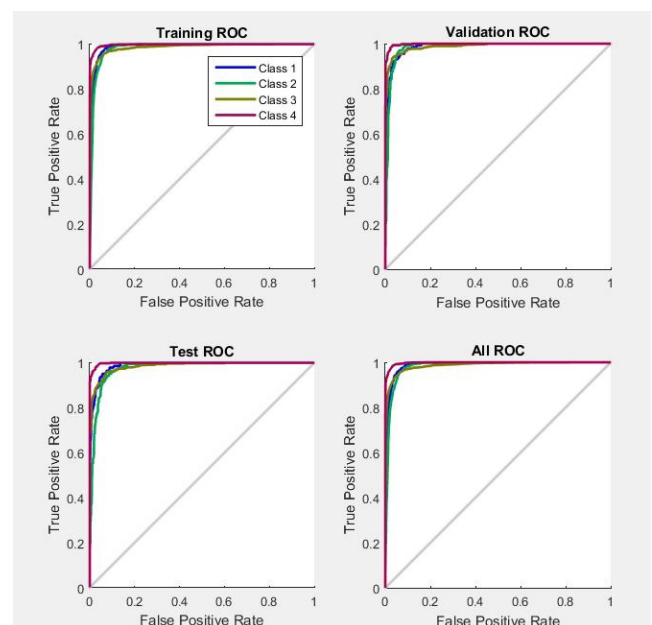 Training ROC
1
0.8
0.6
0.4
0.2
0
True Positive Rate
Class 1
Class 2
Class 3
Class 4
0 0.2 0.4 0.6 0.8 1
False Positive Rate
Validation ROC
1
0.8
0.6
0.4
0.2
0
True Positive Rate
0 0.2 0.4 0.6 0.8 1
False Positive Rate
Test ROC
1
0.8
0.6
0.4
0.2
0
True Positive Rate
0 0.2 0.4 0.6 0.8 1
False Positive Rate
All ROC
1
0.8
0.6
0.4
0.2
0
True Positive Rate
0 0.2 0.4 0.6 0.8 1
False Positive Rate